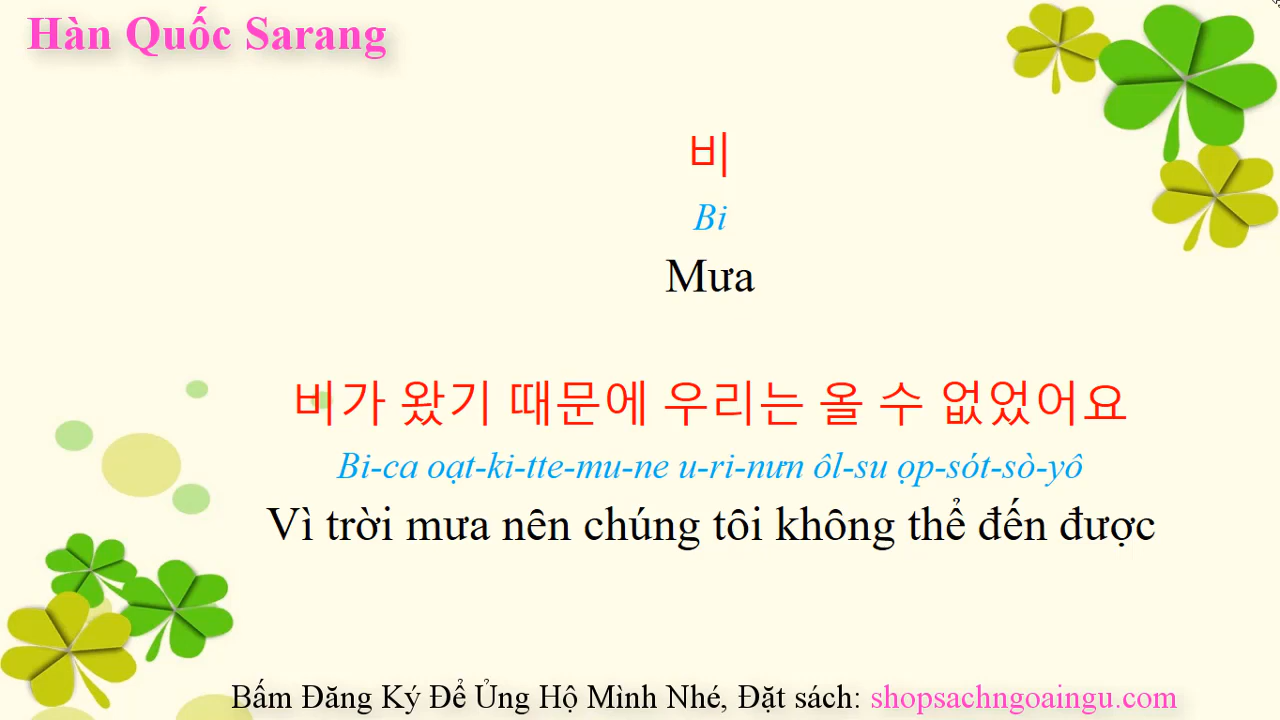 Hàn Quốc Sarang
비
Bi
Mưa
비가 왔기 때문에 우리는 올 수 없었어요
Bi-ca oạt-ki-tte-mu-ne u-ri-nưn ôl-su ọp-sót-sò-yô
Vì trời mưa nên chúng tôi không thể đến được
Bấm Đăng Ký Để Ủng Hộ Mình Nhé, Đặt sách: shopsachngoaingu.com